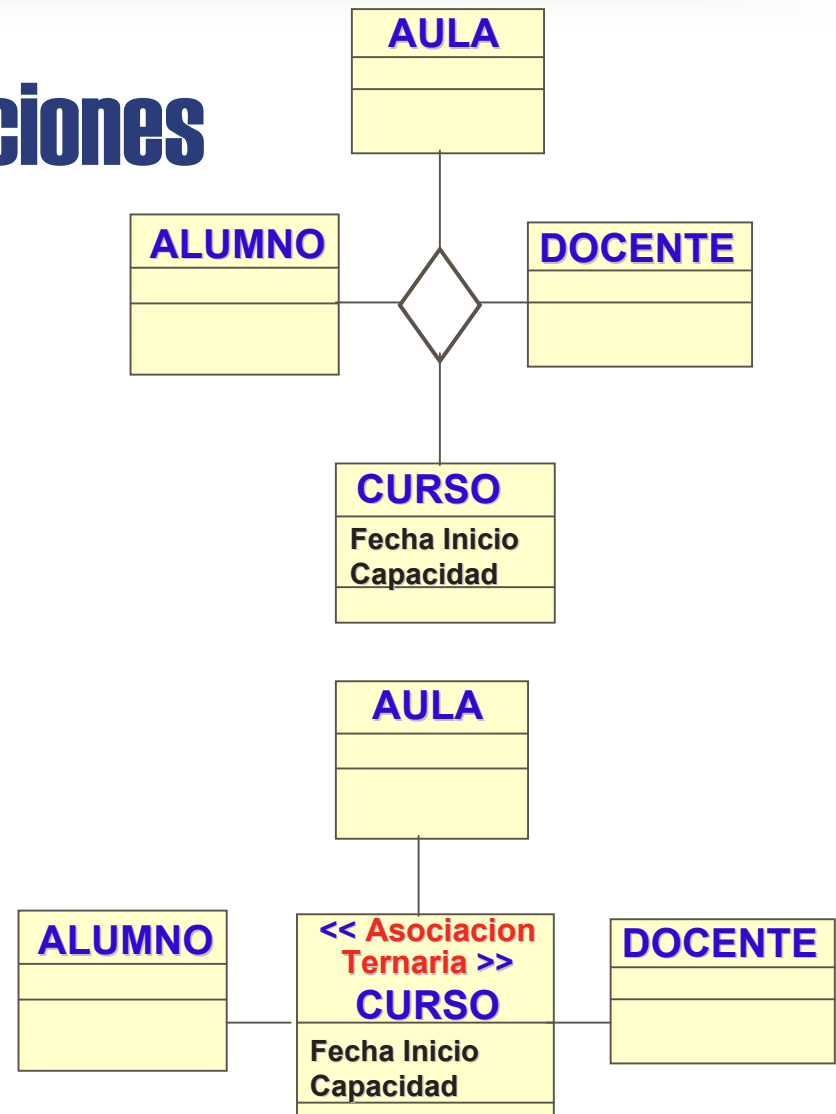 AULA
ciones
ALUMNO
DOCENTE
CURSO
Fecha Inicio
Capacidad
AULA
ALUMNO
<< Asociacion
Ternaria >>
CURSO
DOCENTE
Fecha Inicio
Capacidad